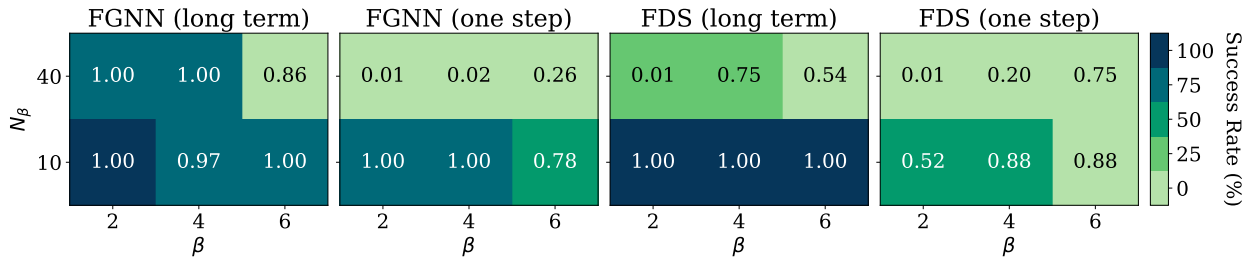 FGNN (long term) FGNN (one step) FDS (long term) FDS (one step)
40 1.00 1.00 0.86 0.01 0.02 0.26 0.01 0.75 0.54 0.01 0.20 0.75
10 1.00 0.97 1.00 1.00 1.00 0.78 1.00 1.00 1.00 0.52 0.88 0.88
N_β
2 4 6 2 4 6 2 4 6 2 4 6
β β β β
100
75
50
25
0
Success Rate (%)